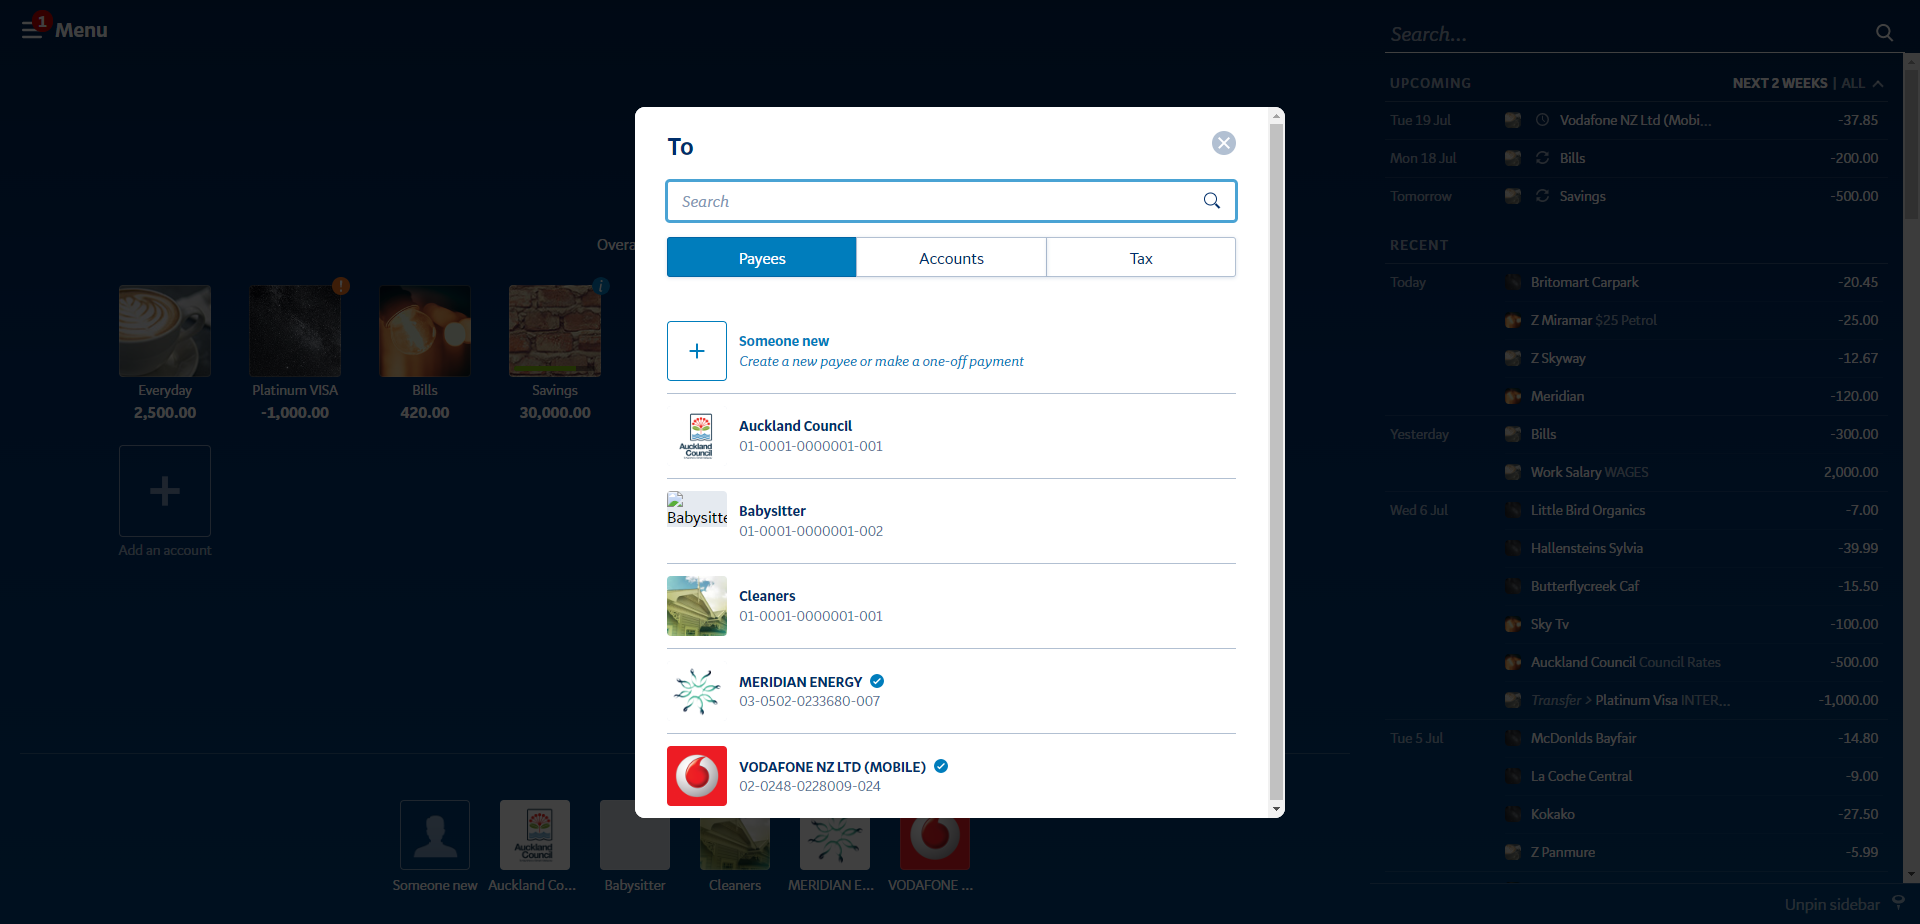 1
Menu
Search...
UPCOMING
NEXT 2 WEEKS | ALL
Tue 19 Jul Vodafone NZ Ltd (Mobi... -37.85
Mon 18 Jul Bills -200.00
Tomorrow Savings -500.00
RECENT
Today Britomart Carpark -20.45
Z Miramar $25 Petrol -25.00
Z Skyway -12.67
Meridian -120.00
Yesterday Bills -300.00
Work Salary WAGES 2,000.00
Wed 6 Jul Little Bird Organics -7.00
Hallensteins Sylvia -39.99
Butterflycreek Caf -15.50
Sky Tv -100.00
Auckland Council Council Rates -500.00
Transfer > Platinum Visa INTER... -1,000.00
Tue 5 Jul McDonlds Bayfair -14.80
La Coche Central -9.00
Kokako -27.50
Z Panmure -5.99
Unpin sidebar
Overa
!
i
Everyday
2,500.00
Platinum VISA
-1,000.00
Bills
420.00
Savings
30,000.00
Add an account
To
Search
Payees
Accounts
Tax
Someone new
Create a new payee or make a one-off payment
Auckland
Council
Auckland Council
01-0001-0000001-001
Babysitte
Babysitter
01-0001-0000001-002
Cleaners
01-0001-0000001-001
MERIDIAN ENERGY
03-0502-0233680-007
VODAFONE NZ LTD (MOBILE)
02-0248-0228009-024
Auckland
Council
Someone new
Auckland Co...
Babysitter
Cleaners
MERIDIAN E...
VODAFONE ...